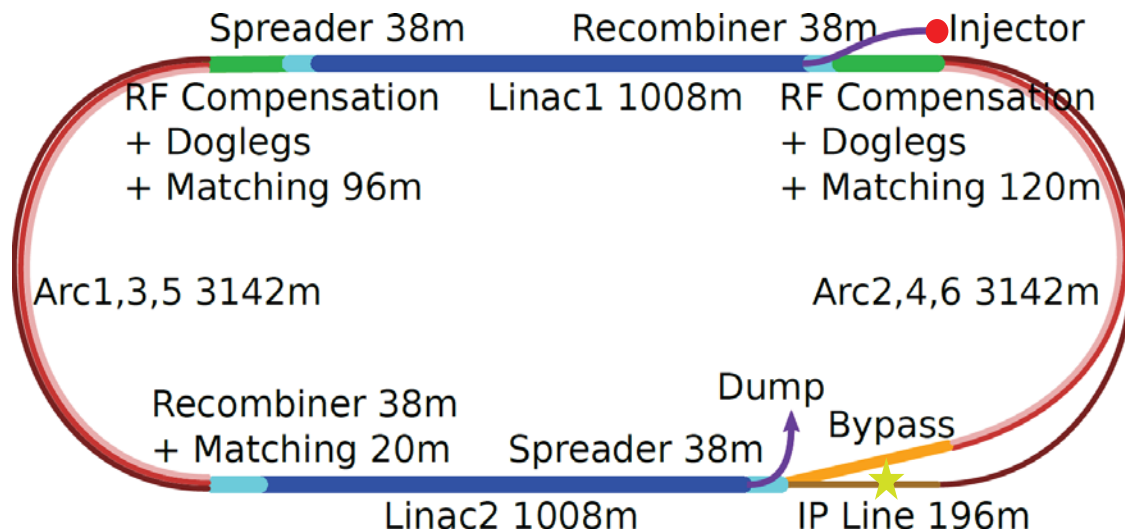 Spreader 38m
Recombiner 38m
Injector
Linac1 1008m
RF Compensation
+ Doglegs
+ Matching 96m
RF Compensation
+ Doglegs
+ Matching 120m
Arc1,3,5 3142m
Arc2,4,6 3142m
Recombiner 38m
+ Matching 20m
Spreader 38m
Dump
Bypass
Linac2 1008m
IP Line 196m